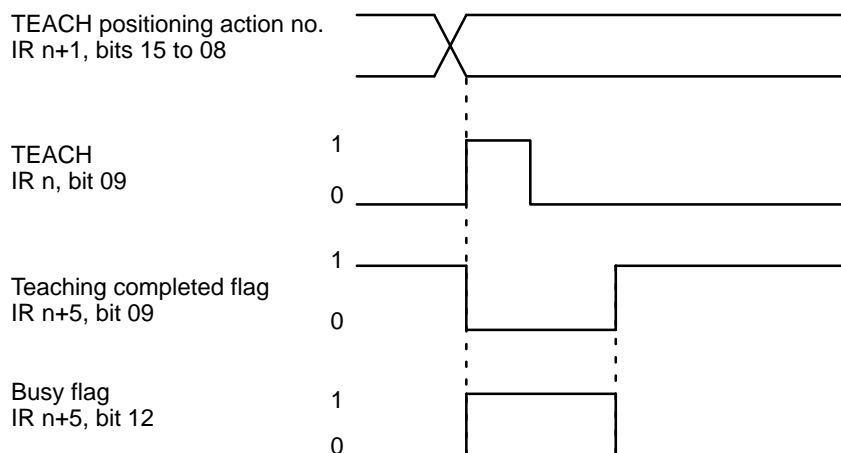 TEACH positioning action no.
IR n+1, bits 15 to 08
1
TEACH
IR n, bit 09
0
1
Teaching completed flag
IR n+5, bit 09
0
Busy flag
1
IR n+5, bit 12
0